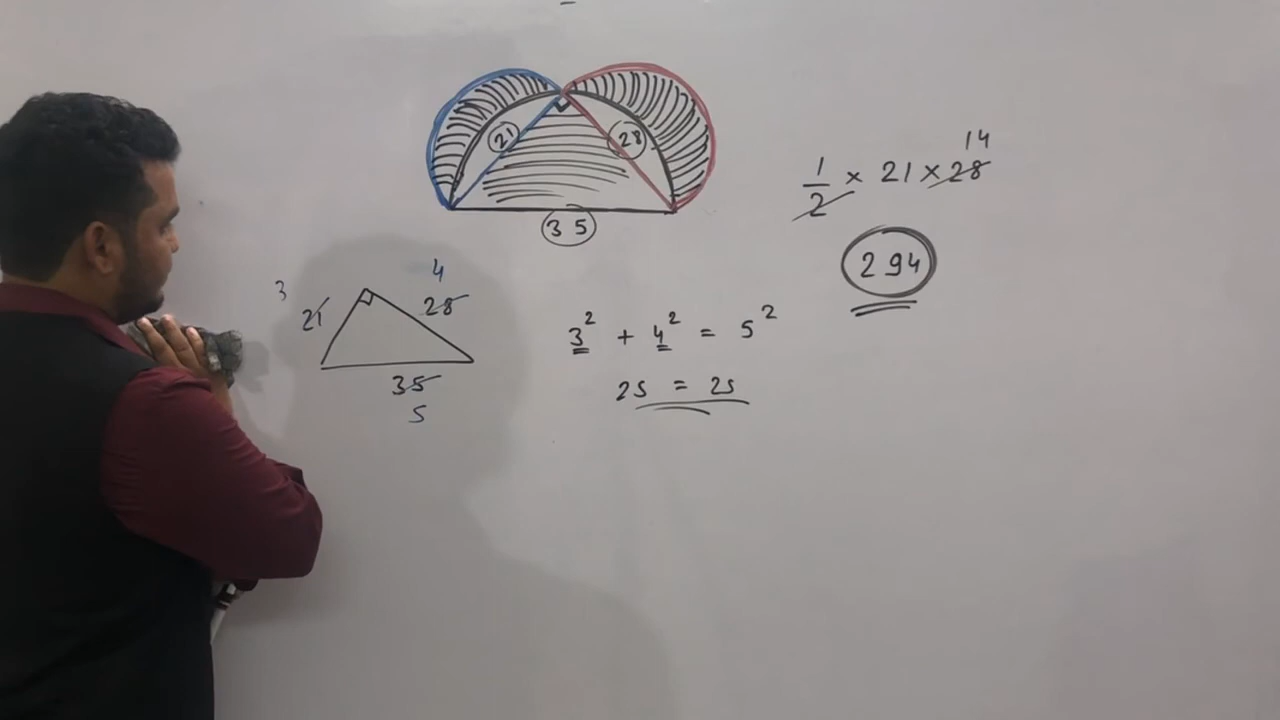 21 28
35
1/2 × 21 × 28 14
294
3 4
21 28
35
5
3² + 4² = 5²
25 = 25